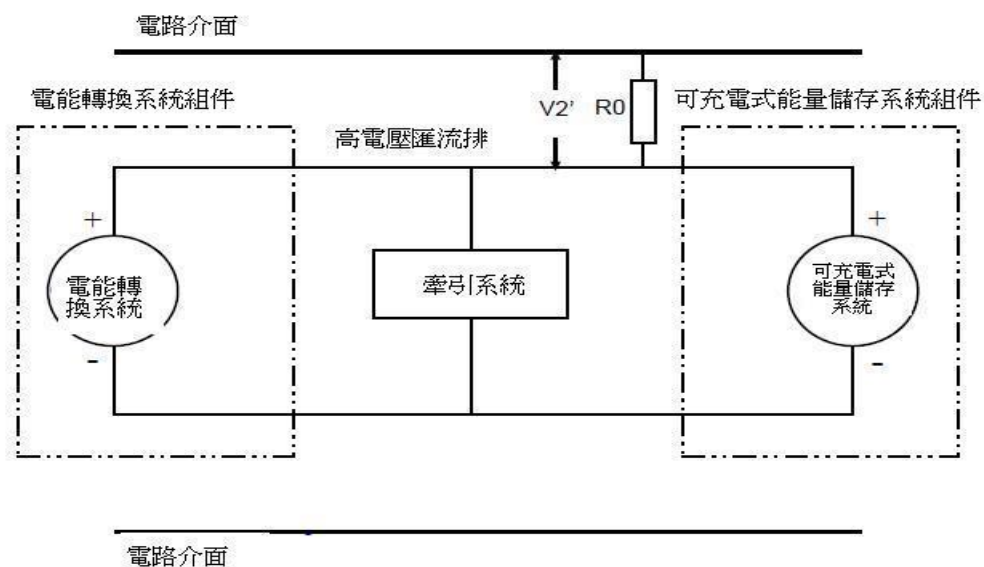 電路介面
電能轉換系統組件
V2'
R0
可充電式能量儲存系統組件
高電壓匯流排
+
+
電能轉
換系統
牽引系統
可充電式
能量儲存
系統
-
-
電路介面